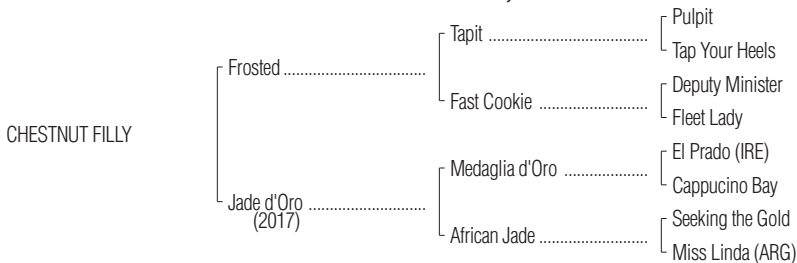 Pulpit
Tapit ......................................................
Tap Your Heels
Frosted ................................................
Deputy Minister
Fast Cookie ....................................
Fleet Lady
CHESTNUT FILLY
El Prado (IRE)
Medaglia d'Oro ............................
Cappucino Bay
Jade d'Oro .......................................
(2017)
Seeking the Gold
African Jade ....................................
Miss Linda (ARG)